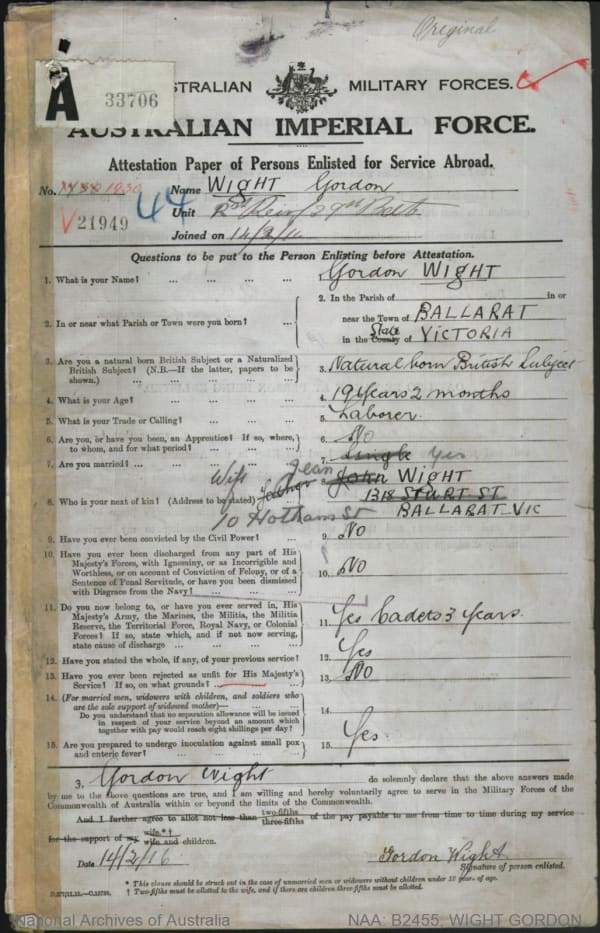 Original
A
33706
AUSTRALIAN MILITARY FORCES.
AUSTRALIAN IMPERIAL FORCE.
Attestation Paper of Persons Enlisted for Service Abroad.
No. 1930 Name WIGHT Gordon
44
V 21949
Unit 2nd Rein/29th Batt
Joined on 14/2/16
Questions to be put to the Person Enlisting before Attestation.
1. What is your Name? ... ... ... ... Gordon WIGHT
2. In or near what Parish or Town were you born? ...
2. In the Parish of in or
near the Town of BALLARAT
in the County State of VICTORIA
3. Are you a natural born British Subject or a Naturalized
British Subject? (N.B.—If the latter, papers to be
shown.) ... ... ... ...
3. Natural born British Subject
4. What is your Age? ... ... ... ... 4. 19 years 2 months
5. What is your Trade or Calling? ... ... ... 5. Laborer.
6. Are you, or have you been, an Apprentice? If so, where,
to whom, and for what period? ... ... ...
6. No
7. Are you married? ... ... ... 7. Single Yes
Wife Jean
8. Who is your next of kin? (Address to be stated) father John WIGHT
1318 STURT ST
10 Hotham St BALLARAT VIC
9. Have you ever been convicted by the Civil Power? ... 9. No
10. Have you ever been discharged from any part of His
Majesty's Forces, with Ignominy, or as Incorrigible and
Worthless, or on account of Conviction of Felony, or of a
Sentence of Penal Servitude, or have you been dismissed
with Disgrace from the Navy?
10. No
11. Do you now belong to, or have you ever served in, His
Majesty's Army, the Marines, the Militia, the Militia
Reserve, the Territorial Force, Royal Navy, or Colonial
Forces? If so, state which, and if not now serving,
state cause of discharge ... ... ...
11. Yes Cadets 3 years
12. Have you stated the whole, if any, of your previous service? 12. Yes
13. Have you ever been rejected as unfit for His Majesty's
Service? If so, on what grounds?
13. No
14. (For married men, widowers with children, and soldiers who
are the sole support of widowed mother)—
Do you understand that no separation allowance will be issued
in respect of your service beyond an amount which
together with pay would reach eight shillings per day?
14.
15. Are you prepared to undergo inoculation against small pox
and enteric fever? ... ... ...
15. Yes.
I, Gordon Wight do solemnly declare that the above answers made
by me to the above questions are true, and I am willing and hereby voluntarily agree to serve in the Military Forces of the
Commonwealth of Australia within or beyond the limits of the Commonwealth.
And I further agree to allot not less than two-fifths three-fifths of the pay payable to me from time to time during my service
for the support of my wife.*† wife and children.
Date 14/2/16
Gordon Wight
Signature of person enlisted.
* This clause should be struck out in the case of unmarried men or widowers without children under 18 years of age.
† Two-fifths must be allotted to the wife, and if there are children three-fifths must be allotted.
National Archives of Australia
NAA: B2455, WIGHT GORDON